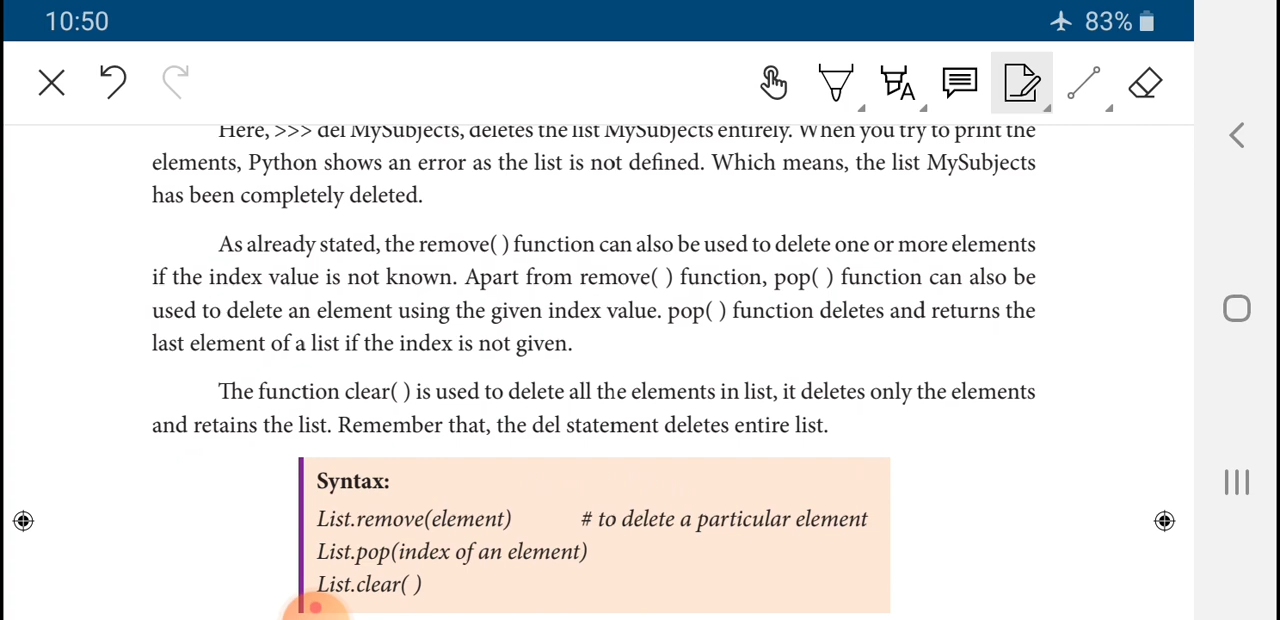 10:50
83%
Here, >>> del MySubjects, deletes the list MySubjects entirely. When you try to print the
elements, Python shows an error as the list is not defined. Which means, the list MySubjects
has been completely deleted.
As already stated, the remove( ) function can also be used to delete one or more elements
if the index value is not known. Apart from remove( ) function, pop( ) function can also be
used to delete an element using the given index value. pop( ) function deletes and returns the
last element of a list if the index is not given.
The function clear( ) is used to delete all the elements in list, it deletes only the elements
and retains the list. Remember that, the del statement deletes entire list.
Syntax:
List.remove(element) # to delete a particular element
List.pop(index of an element)
List.clear( )